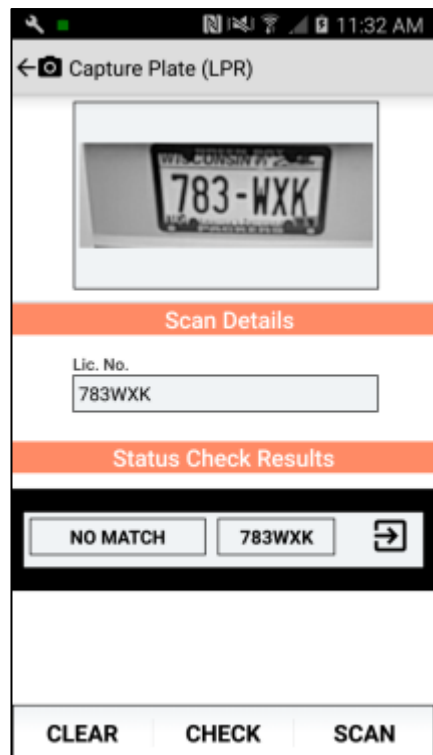 11:32 AM
Capture Plate (LPR)
WISCONSIN
783-WXK
PACKERS
Scan Details
Lic. No.
783WXK
Status Check Results
NO MATCH 783WXK
CLEAR CHECK SCAN